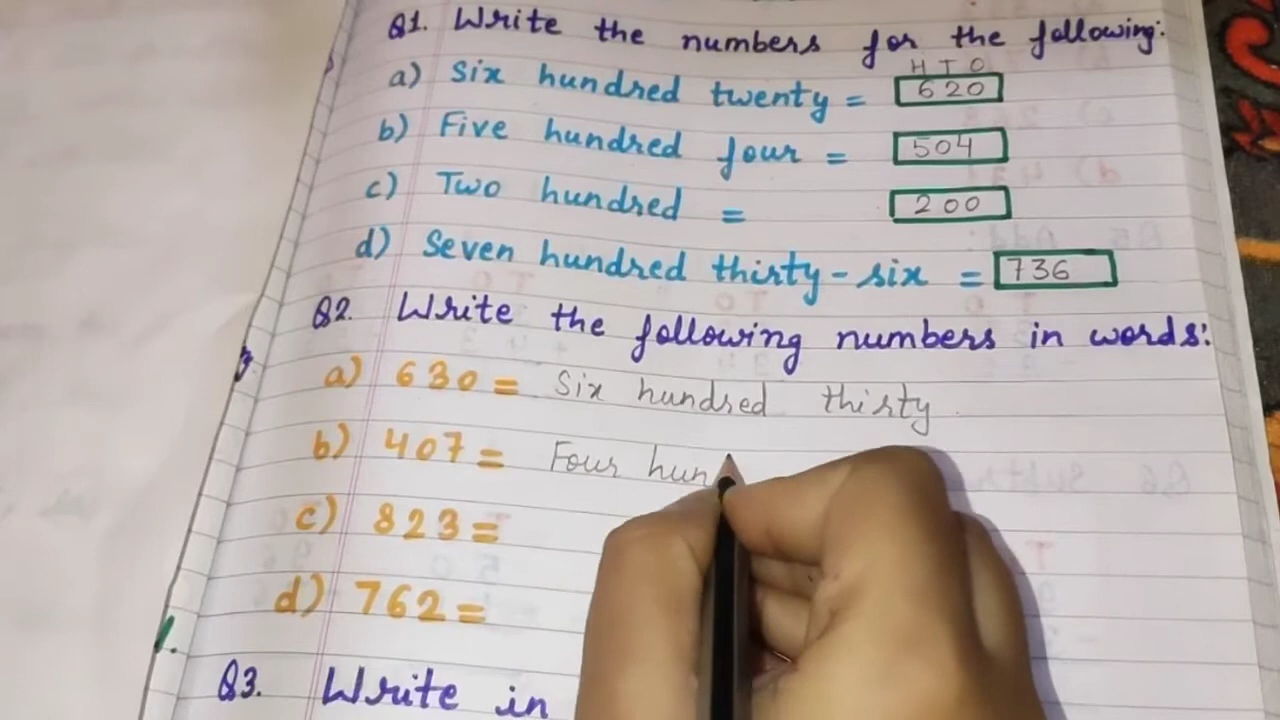 Q1. Write the numbers for the following:
H T O
a) Six hundred twenty = 620
b) Five hundred four = 504
c) Two hundred = 200
d) Seven hundred thirty-six = 736
Q2. Write the following numbers in words:
a) 630 = Six hundred thirty
b) 407 = Four hun
c) 823 =
d) 762 =
Q3. Write in